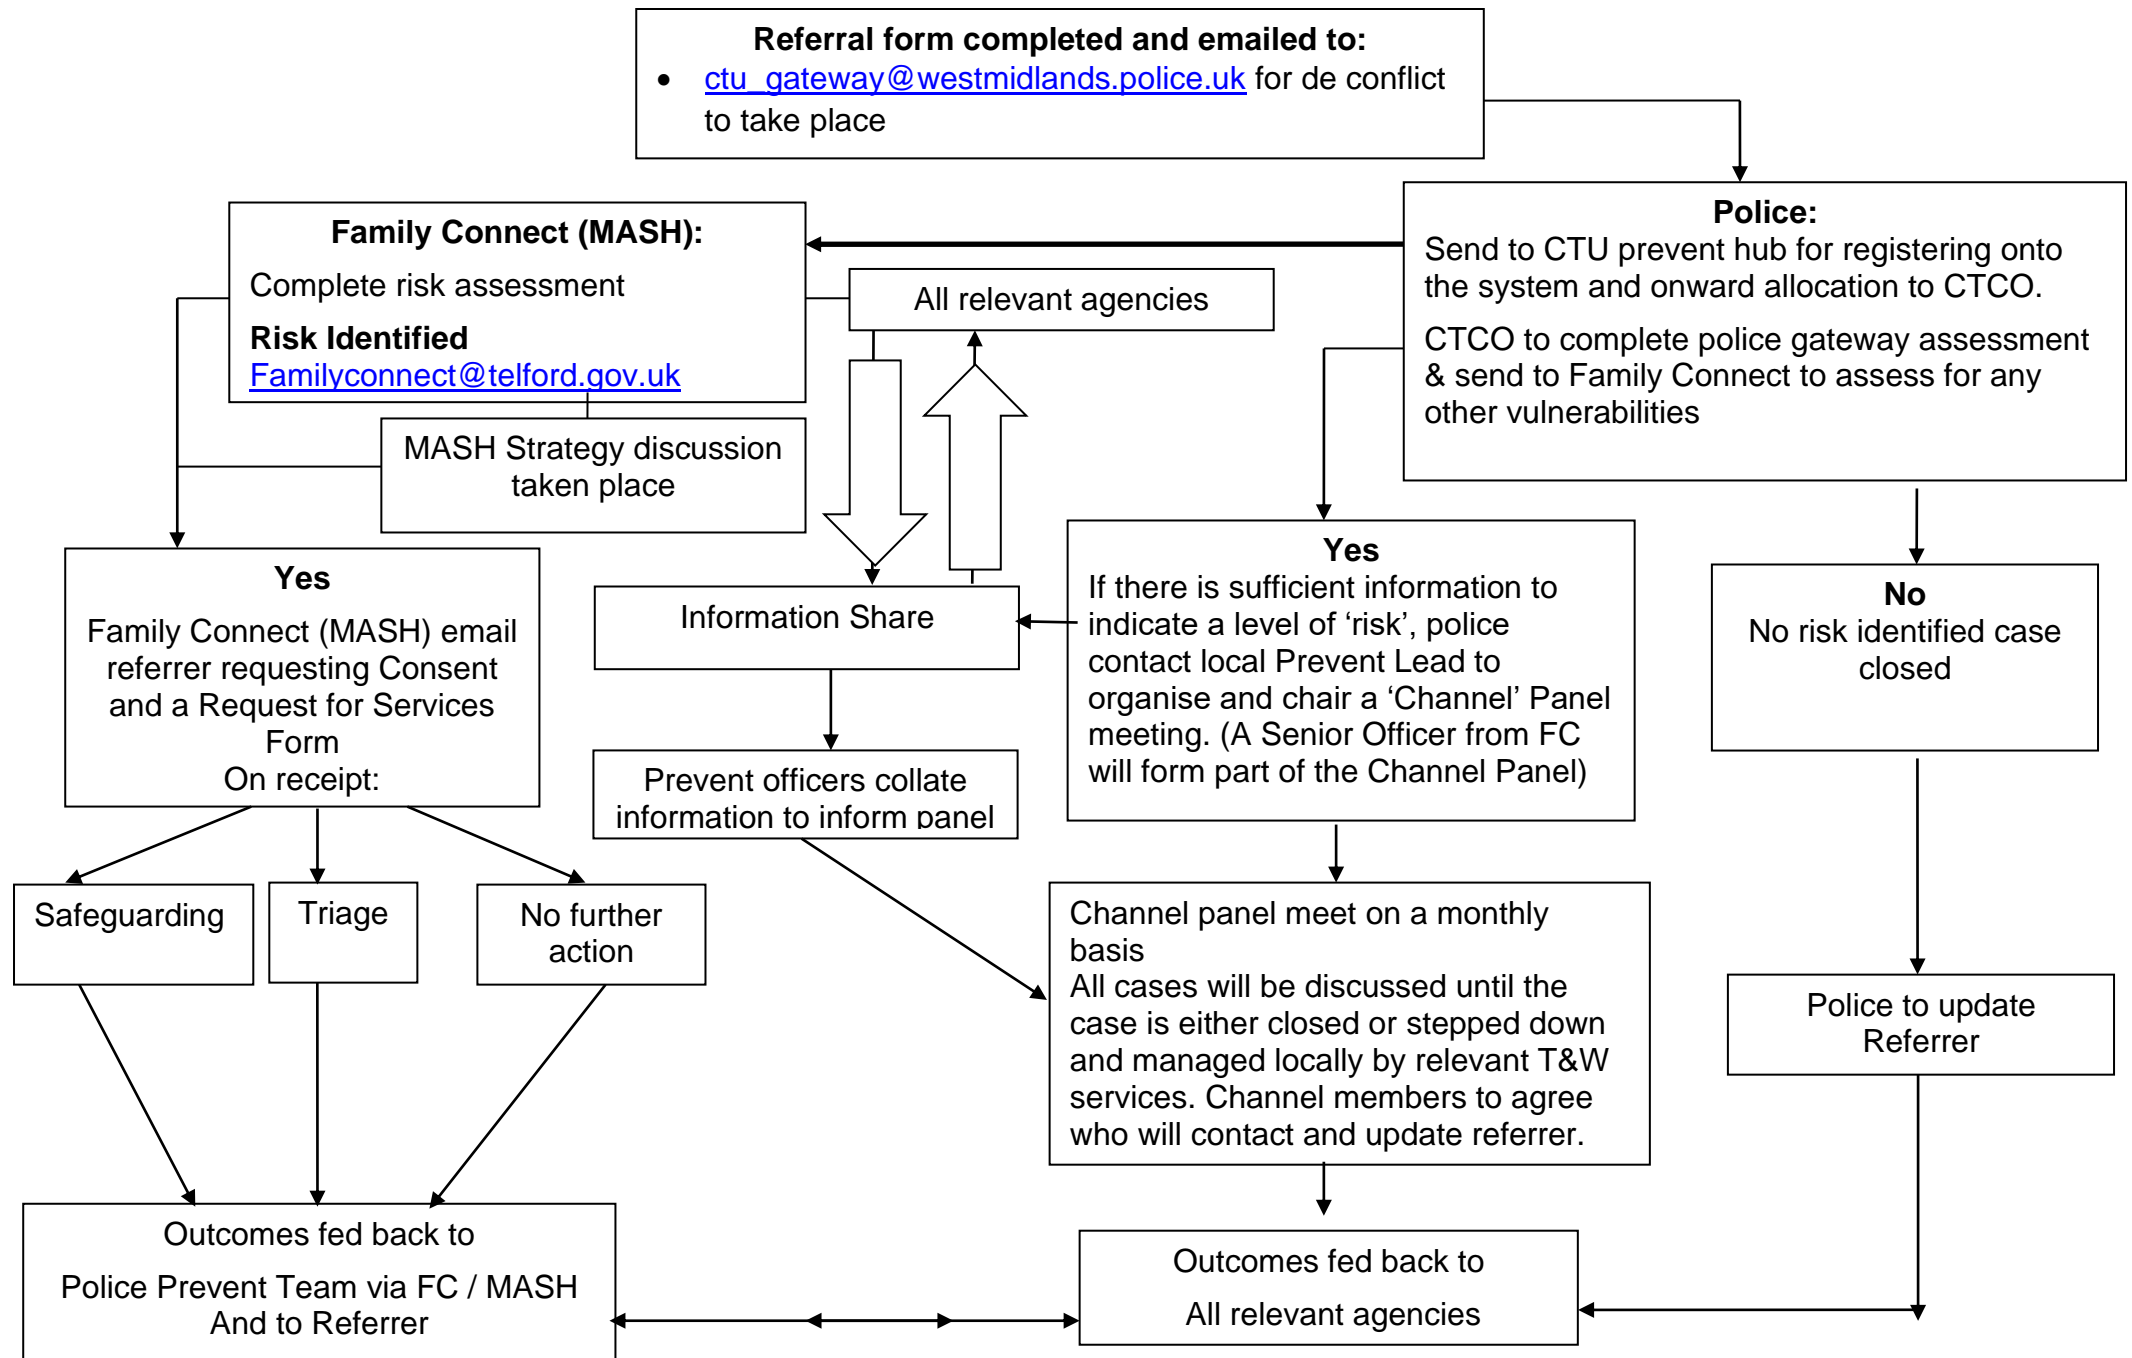 Referral form completed and emailed to:
• ctu_gateway@westmidlands.police.uk for de conflict
to take place
Police:
Send to CTU prevent hub for registering onto
the system and onward allocation to CTCO.
CTCO to complete police gateway assessment
& send to Family Connect to assess for any
other vulnerabilities
Family Connect (MASH):
Complete risk assessment
Risk Identified
Familyconnect@telford.gov.uk
All relevant agencies
MASH Strategy discussion
taken place
Yes
Family Connect (MASH) email
referrer requesting Consent
and a Request for Services
Form
On receipt:
Information Share
Yes
If there is sufficient information to
indicate a level of ‘risk’, police
contact local Prevent Lead to
organise and chair a ‘Channel’ Panel
meeting. (A Senior Officer from FC
will form part of the Channel Panel)
No
No risk identified case
closed
Prevent officers collate
information to inform panel
Safeguarding
Triage
No further
action
Channel panel meet on a monthly
basis
All cases will be discussed until the
case is either closed or stepped down
and managed locally by relevant T&W
services. Channel members to agree
who will contact and update referrer.
Police to update
Referrer
Outcomes fed back to
Police Prevent Team via FC / MASH
And to Referrer
Outcomes fed back to
All relevant agencies